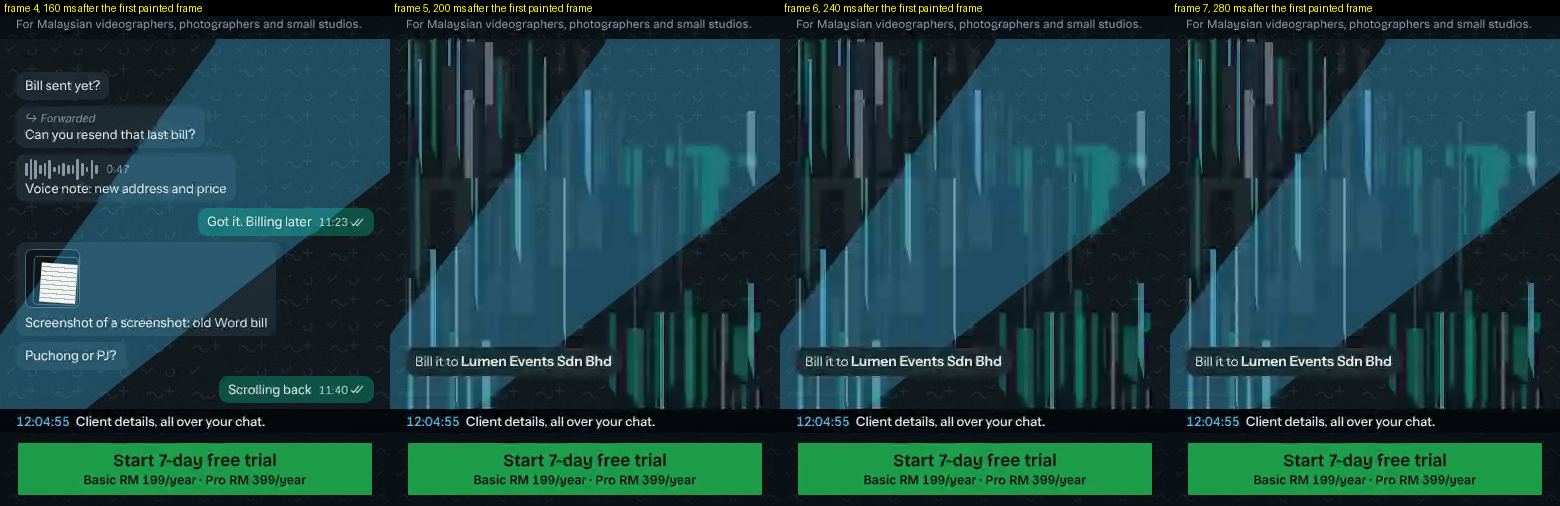 frame 4, 160 ms after the first painted frame
For Malaysian videographers, photographers and small studios.
Bill sent yet?
Forwarded
Can you resend that last bill?
0:47
Voice note: new address and price
Got it. Billing later 11:23
Screenshot of a screenshot: old Word bill
Puchong or PJ?
Scrolling back 11:40
12:04:55 Client details, all over your chat.
Start 7-day free trial
Basic RM 199/year · Pro RM 399/year
frame 5, 200 ms after the first painted frame
For Malaysian videographers, photographers and small studios.
Bill it to Lumen Events Sdn Bhd
12:04:55 Client details, all over your chat.
Start 7-day free trial
Basic RM 199/year · Pro RM 399/year
frame 6, 240 ms after the first painted frame
For Malaysian videographers, photographers and small studios.
Bill it to Lumen Events Sdn Bhd
12:04:55 Client details, all over your chat.
Start 7-day free trial
Basic RM 199/year · Pro RM 399/year
frame 7, 280 ms after the first painted frame
For Malaysian videographers, photographers and small studios.
Bill it to Lumen Events Sdn Bhd
12:04:55 Client details, all over your chat.
Start 7-day free trial
Basic RM 199/year · Pro RM 399/year